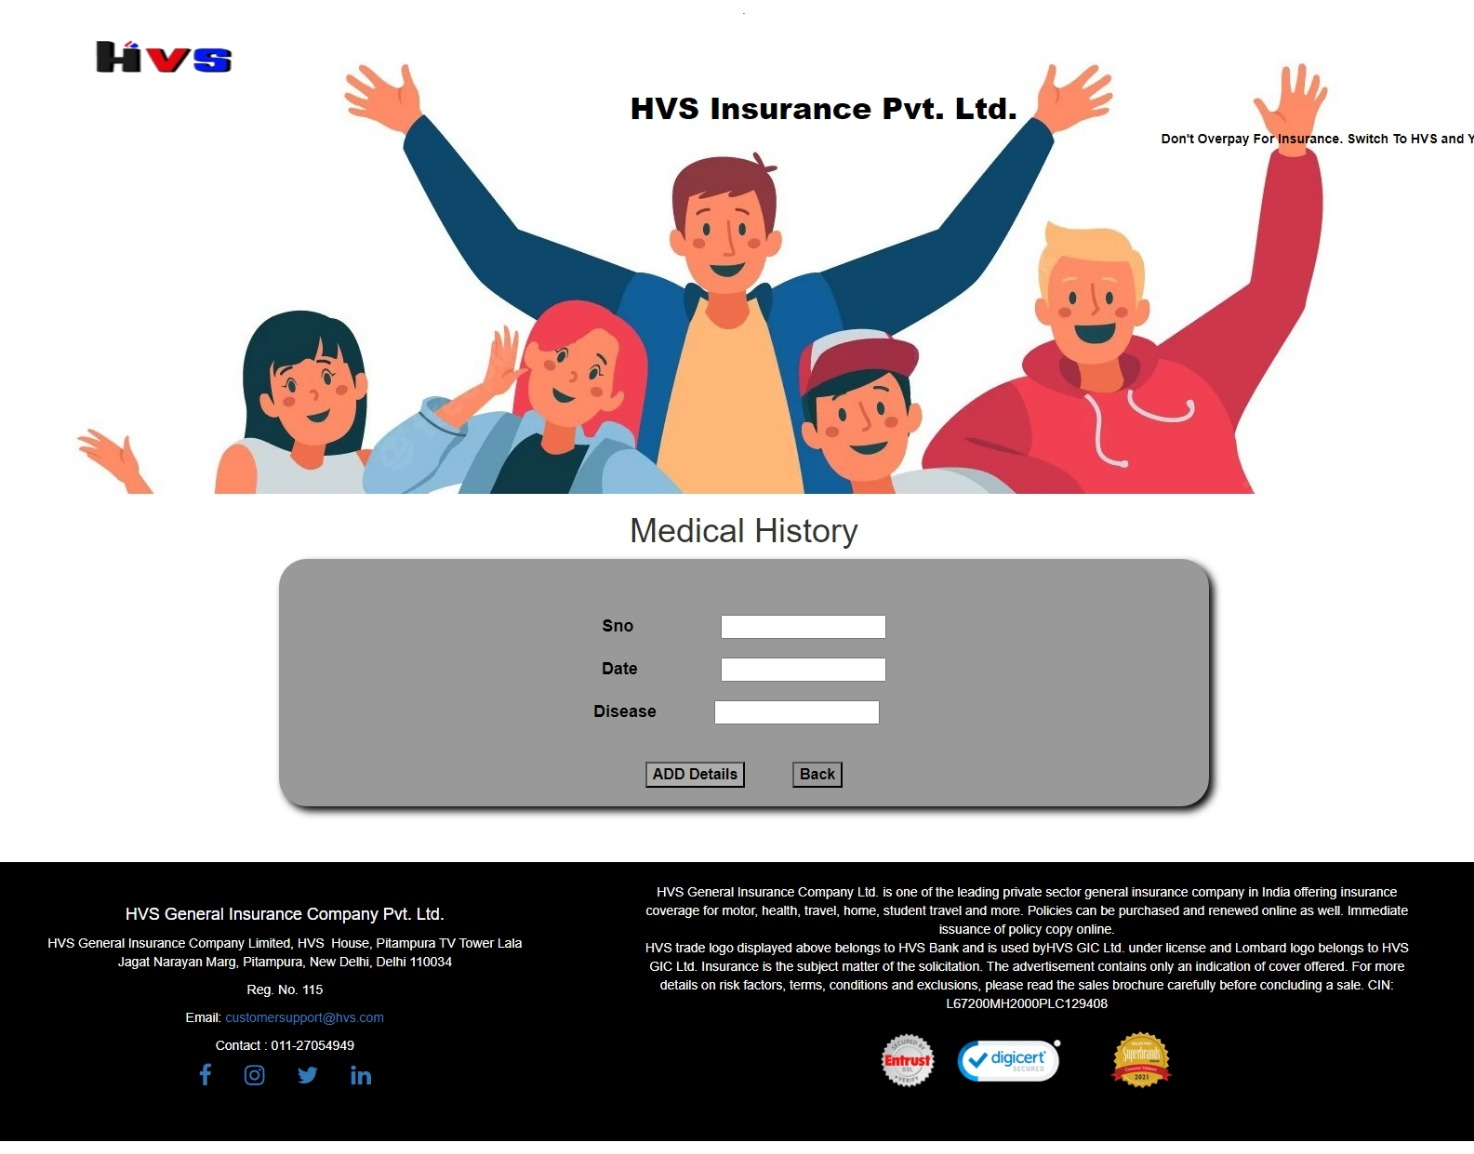 HVS
HVS Insurance Pvt. Ltd.
Don't Overpay For Insurance. Switch To HVS and Y
Medical History
Sno
Date
Disease
ADD Details
Back
HVS General Insurance Company Pvt. Ltd.
HVS General Insurance Company Limited, HVS House, Pitampura TV Tower Lala
Jagat Narayan Marg, Pitampura, New Delhi, Delhi 110034
Reg. No. 115
Email: customersupport@hvs.com
Contact : 011-27054949
HVS General Insurance Company Ltd. is one of the leading private sector general insurance company in India offering insurance
coverage for motor, health, travel, home, student travel and more. Policies can be purchased and renewed online as well. Immediate
issuance of policy copy online.
HVS trade logo displayed above belongs to HVS Bank and is used byHVS GIC Ltd. under license and Lombard logo belongs to HVS
GIC Ltd. Insurance is the subject matter of the solicitation. The advertisement contains only an indication of cover offered. For more
details on risk factors, terms, conditions and exclusions, please read the sales brochure carefully before concluding a sale. CIN:
L67200MH2000PLC129408
SECURED BY
Entrust
SSL
VERIFY
digicert
SECURED
Superbrands
2021